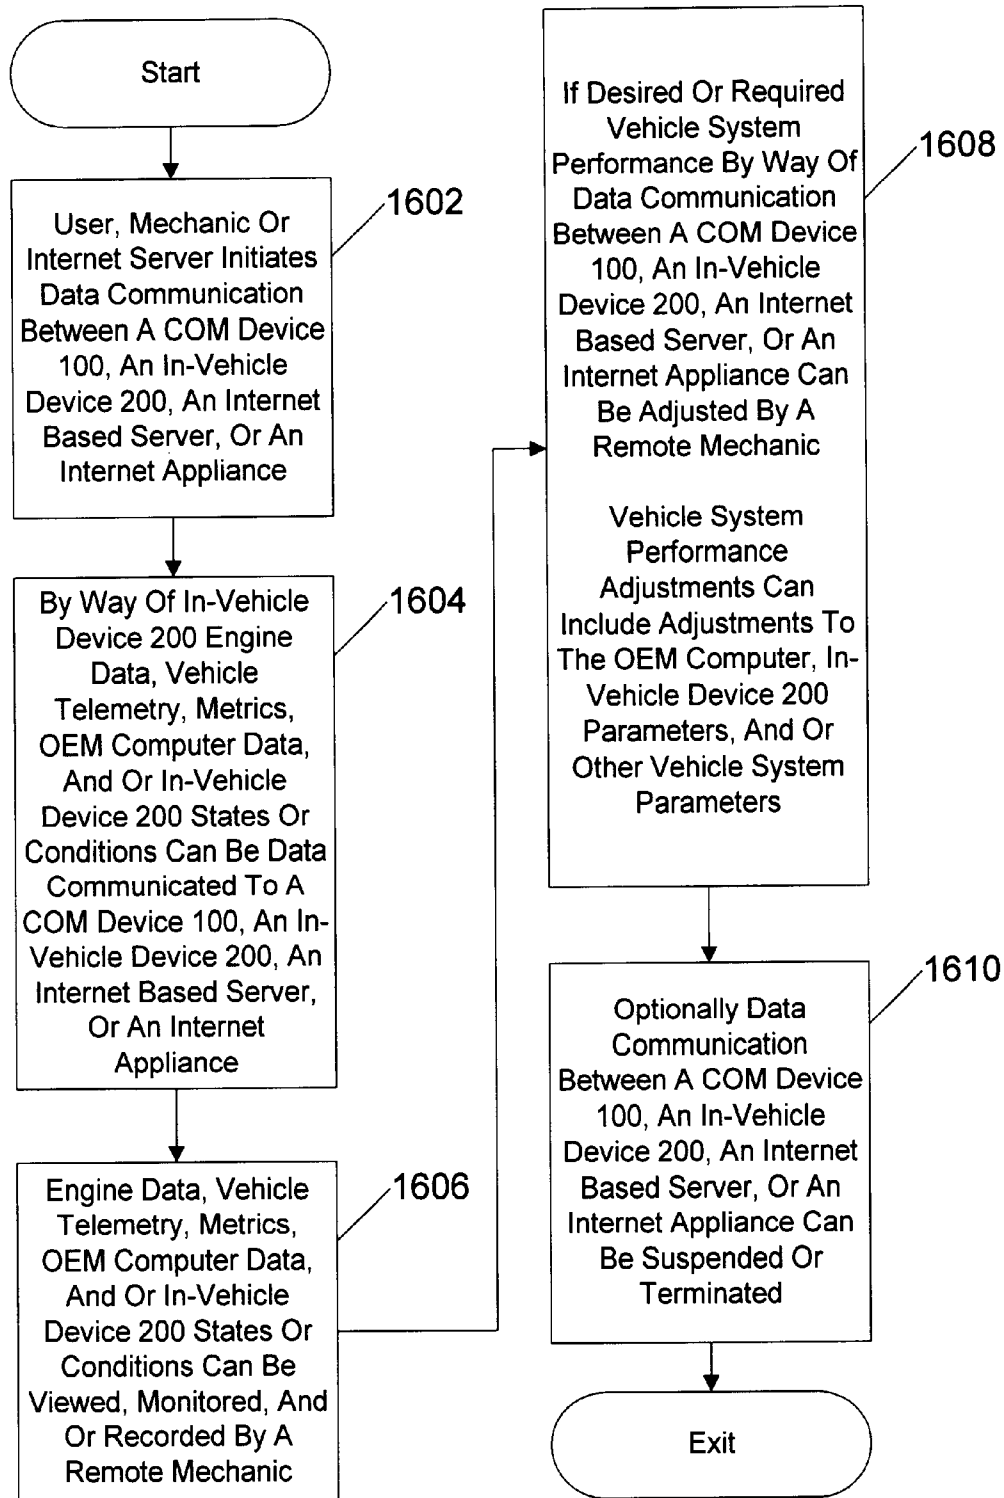 Start
User, Mechanic Or
Internet Server Initiates
Data Communication
Between A COM Device
100, An In-Vehicle
Device 200, An Internet
Based Server, Or An
Internet Appliance
1602
By Way Of In-Vehicle
Device 200 Engine
Data, Vehicle
Telemetry, Metrics,
OEM Computer Data,
And Or In-Vehicle
Device 200 States Or
Conditions Can Be Data
Communicated To A
COM Device 100, An In-
Vehicle Device 200, An
Internet Based Server,
Or An Internet
Appliance
1604
Engine Data, Vehicle
Telemetry, Metrics,
OEM Computer Data,
And Or In-Vehicle
Device 200 States Or
Conditions Can Be
Viewed, Monitored, And
Or Recorded By A
Remote Mechanic
1606
If Desired Or Required
Vehicle System
Performance By Way Of
Data Communication
Between A COM Device
100, An In-Vehicle
Device 200, An Internet
Based Server, Or An
Internet Appliance Can
Be Adjusted By A
Remote Mechanic
Vehicle System
Performance
Adjustments Can
Include Adjustments To
The OEM Computer, In-
Vehicle Device 200
Parameters, And Or
Other Vehicle System
Parameters
1608
Optionally Data
Communication
Between A COM Device
100, An In-Vehicle
Device 200, An Internet
Based Server, Or An
Internet Appliance Can
Be Suspended Or
Terminated
1610
Exit